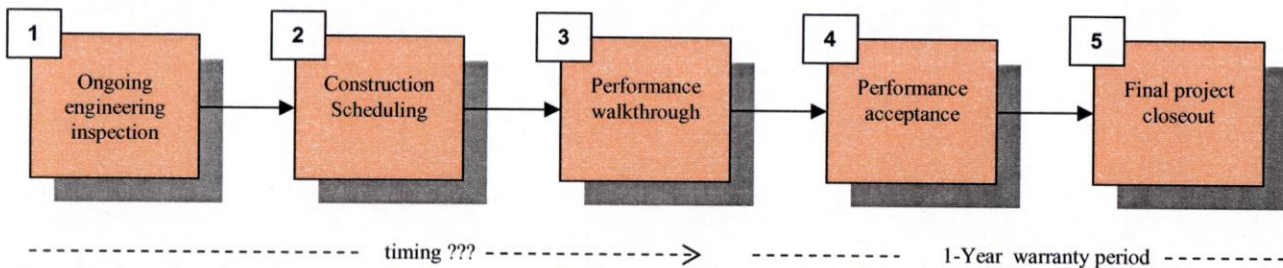 1
Ongoing
engineering
inspection
2
Construction
Scheduling
3
Performance
walkthrough
4
Performance
acceptance
5
Final project
closeout
timing ???
1-Year warranty period